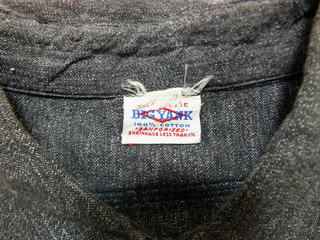 BIG YANK
100% COTTON
SANFORIZED
SHRINKAGE LESS THAN 1%